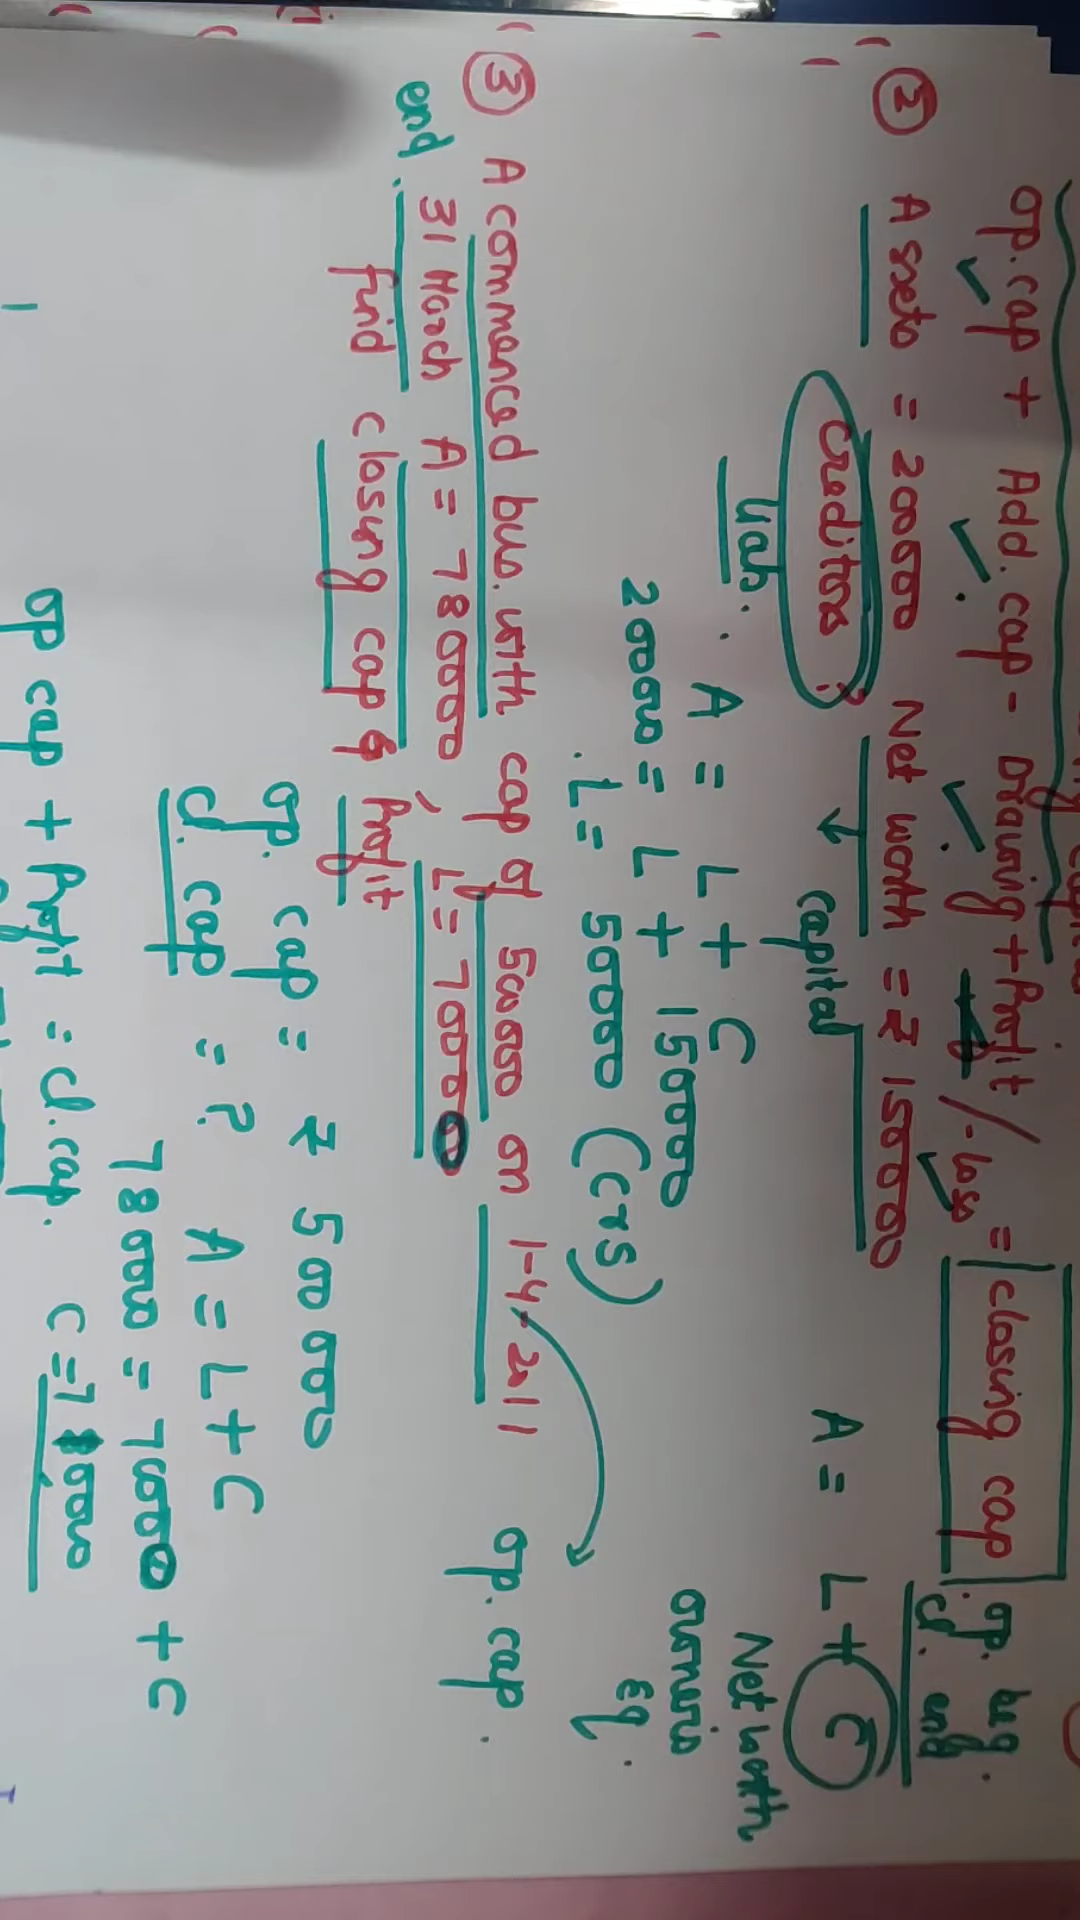 op. cap + Add. cap - Drawing + Profit / - loss = closing cap
op. beg.
cl. end
② Assets = 200000 Net worth = ₹ 150000
creditors ? ↓ capital
liab.
A = L + C
Net worth
owners
Eq.
A = L + C
200000 = L + 150000
L = 50000 (crs)
③ A commenced bus. with cap of 500000 on 1-4-2011
op. cap.
end. 31 March A = 780000, L = 70000
find closing cap & Profit
op. cap = ₹ 500000
cl. cap = ?
A = L + C
780000 = 70000 + C
op cap + Profit = cl. cap. C = 710000